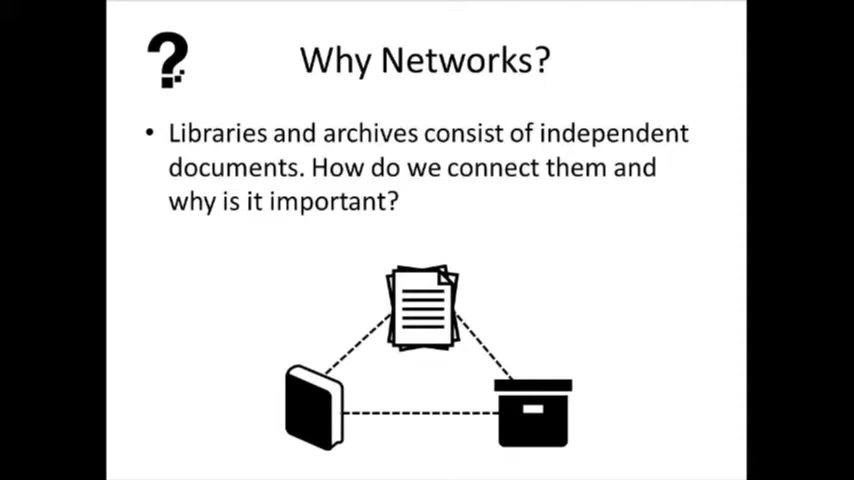 Why Networks?
• Libraries and archives consist of independent
documents. How do we connect them and
why is it important?